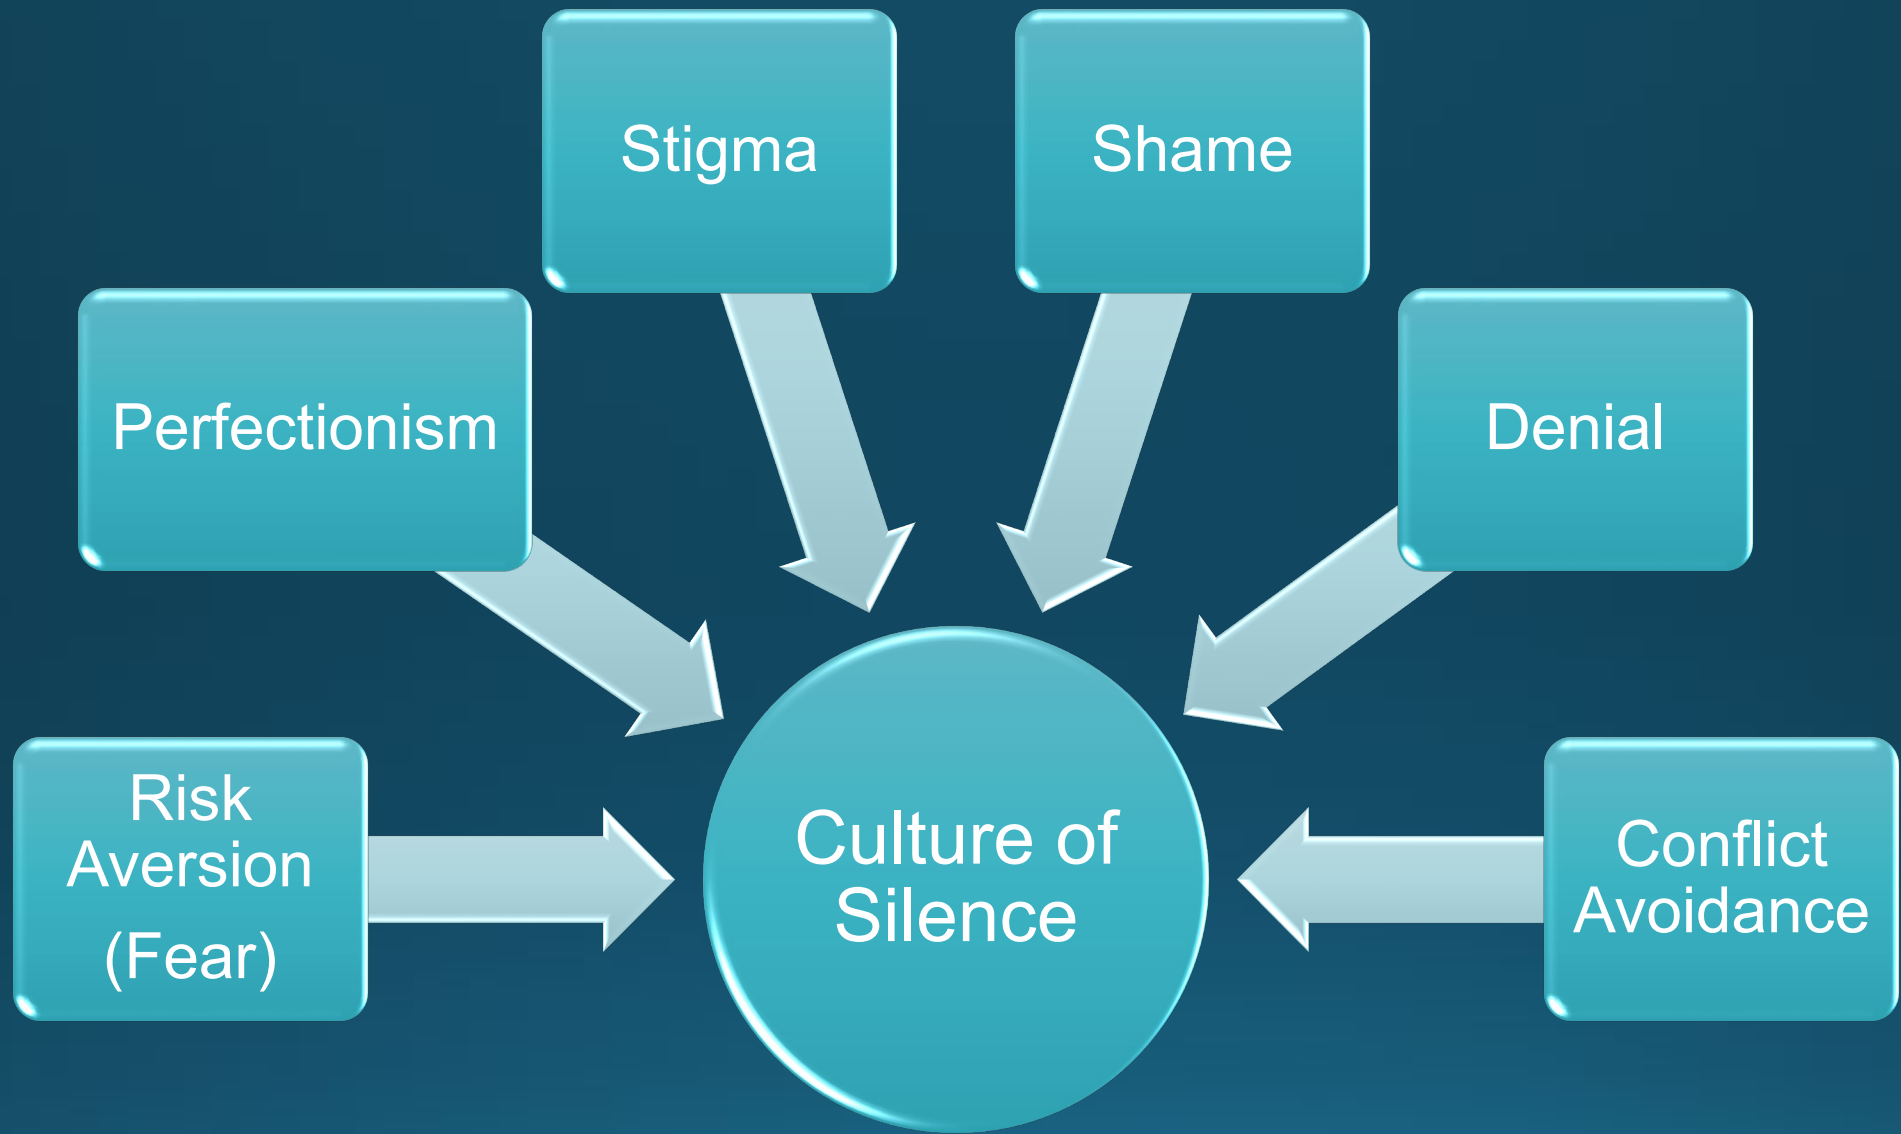 Stigma
Shame
Perfectionism
Denial
Risk
Aversion
(Fear)
Culture of
Silence
Conflict
Avoidance